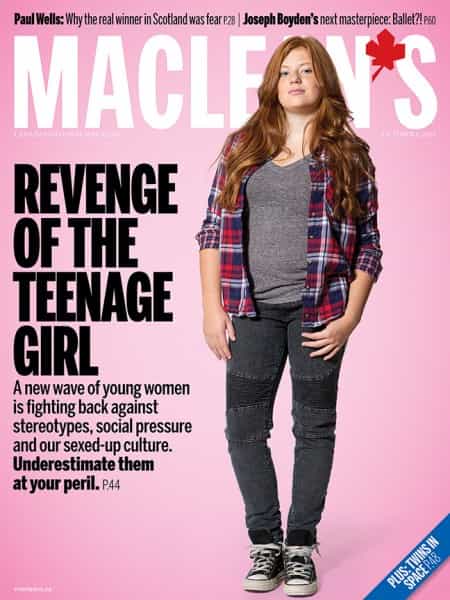 Paul Wells: Why the real winner in Scotland was fear P.28 | Joseph Boyden's next masterpiece: Ballet?! P.60
MACLEAN'S
REVENGE
OF THE
TEENAGE
GIRL
A new wave of young women
is fighting back against
stereotypes, social pressure
and our sexed-up culture.
Underestimate them
at your peril. P.44
PLUS: TWINS IN
SPACE P.48